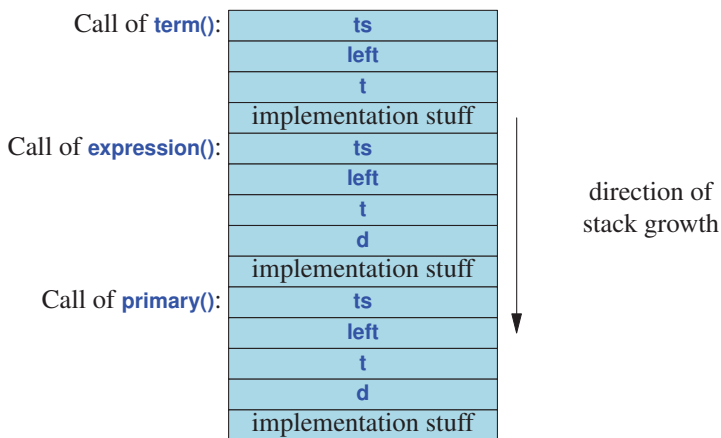 Call of term(): ts
left
t
implementation stuff
Call of expression(): ts
left
t
d
implementation stuff
Call of primary(): ts
left
t
d
implementation stuff
direction of
stack growth